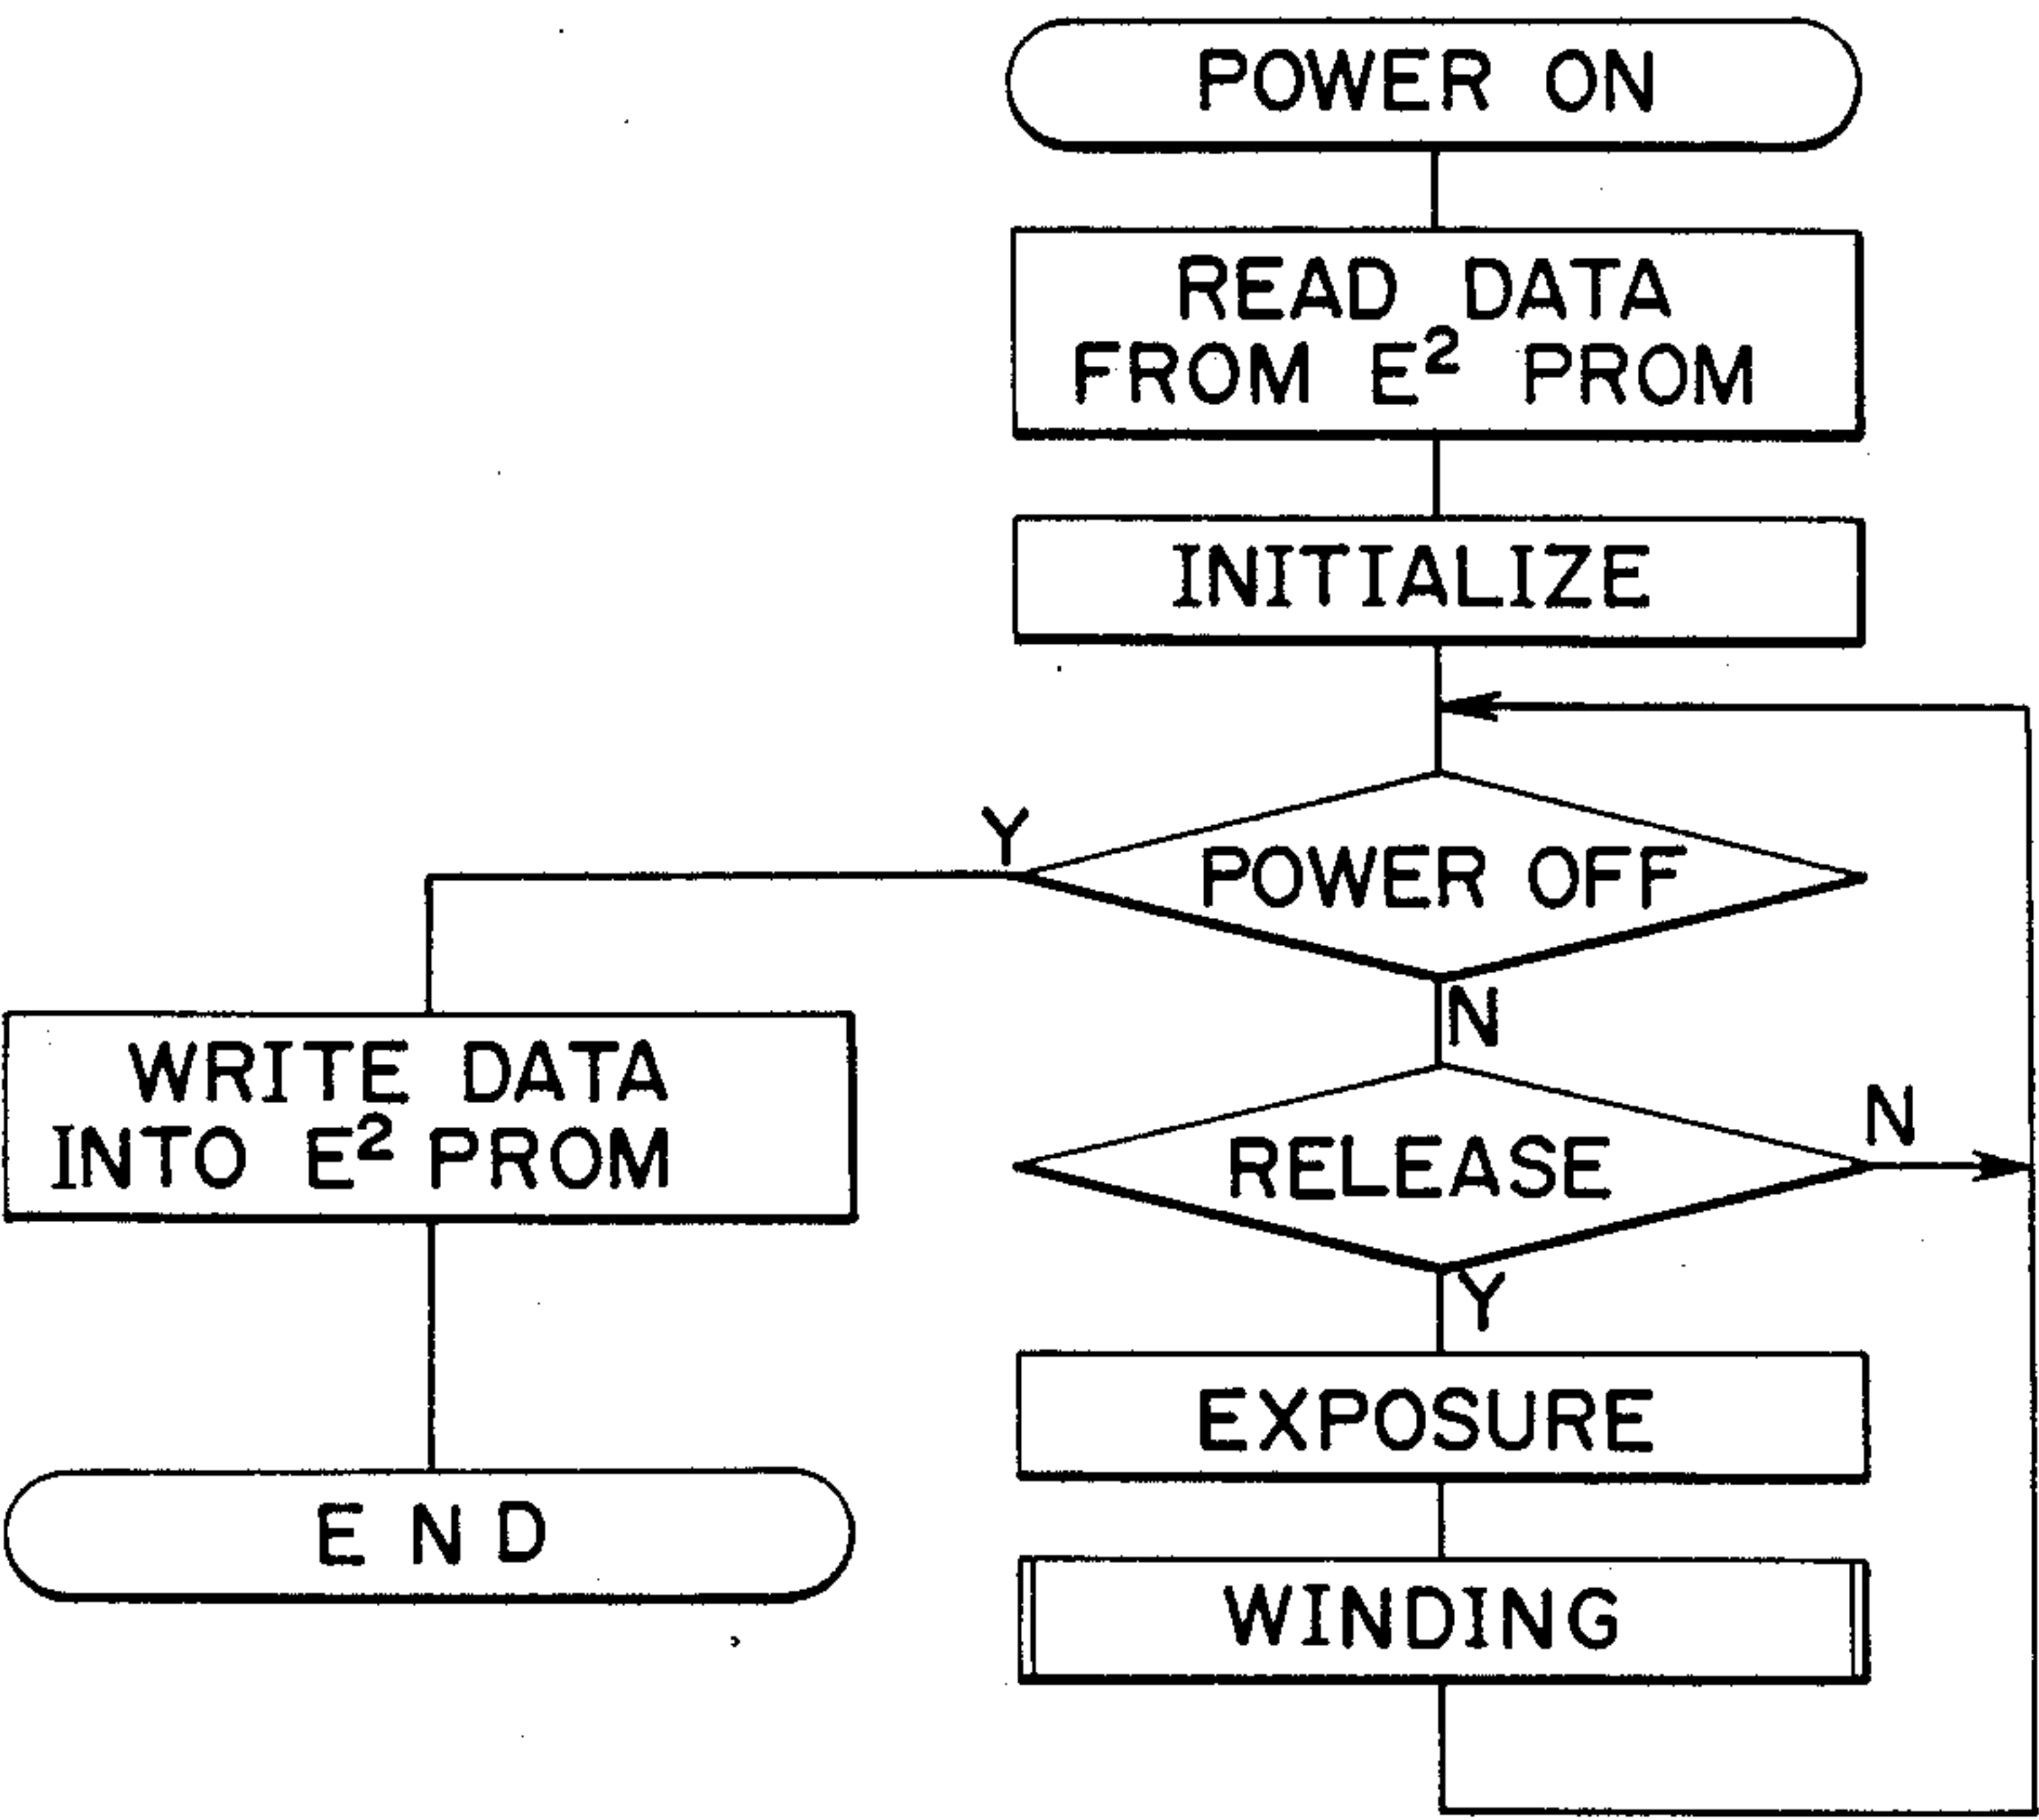 POWER ON
READ DATA
FROM E² PROM
INITIALIZE
Y
POWER OFF
N
WRITE DATA
INTO E² PROM
RELEASE
N
Y
EXPOSURE
END
WINDING